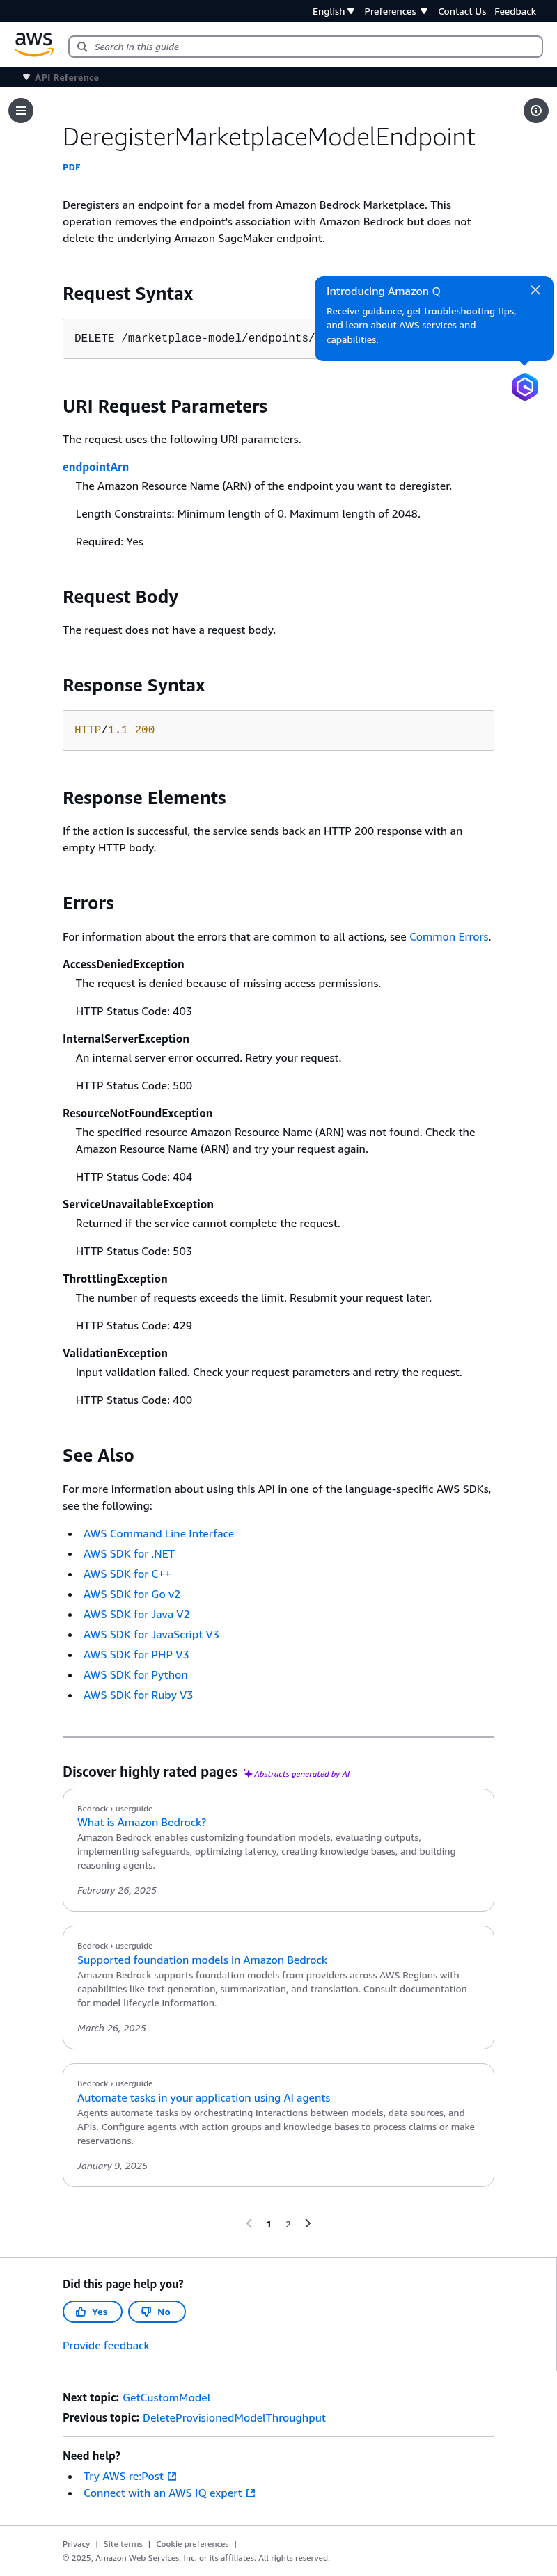 English Preferences Contact Us Feedback
aws
Search in this guide
API Reference
DeregisterMarketplaceModelEndpoint
PDF
Deregisters an endpoint for a model from Amazon Bedrock Marketplace. This
operation removes the endpoint's association with Amazon Bedrock but does not
delete the underlying Amazon SageMaker endpoint.
Request Syntax
Introducing Amazon Q
Receive guidance, get troubleshooting tips,
and learn about AWS services and
capabilities.
DELETE /marketplace-model/endpoints/
URI Request Parameters
The request uses the following URI parameters.
endpointArn
The Amazon Resource Name (ARN) of the endpoint you want to deregister.
Length Constraints: Minimum length of 0. Maximum length of 2048.
Required: Yes
Request Body
The request does not have a request body.
Response Syntax
HTTP/1.1 200
Response Elements
If the action is successful, the service sends back an HTTP 200 response with an
empty HTTP body.
Errors
For information about the errors that are common to all actions, see Common Errors.
AccessDeniedException
The request is denied because of missing access permissions.
HTTP Status Code: 403
InternalServerException
An internal server error occurred. Retry your request.
HTTP Status Code: 500
ResourceNotFoundException
The specified resource Amazon Resource Name (ARN) was not found. Check the
Amazon Resource Name (ARN) and try your request again.
HTTP Status Code: 404
ServiceUnavailableException
Returned if the service cannot complete the request.
HTTP Status Code: 503
ThrottlingException
The number of requests exceeds the limit. Resubmit your request later.
HTTP Status Code: 429
ValidationException
Input validation failed. Check your request parameters and retry the request.
HTTP Status Code: 400
See Also
For more information about using this API in one of the language-specific AWS SDKs,
see the following:
• AWS Command Line Interface
• AWS SDK for .NET
• AWS SDK for C++
• AWS SDK for Go v2
• AWS SDK for Java V2
• AWS SDK for JavaScript V3
• AWS SDK for PHP V3
• AWS SDK for Python
• AWS SDK for Ruby V3
Discover highly rated pages Abstracts generated by AI
Bedrock › userguide
What is Amazon Bedrock?
Amazon Bedrock enables customizing foundation models, evaluating outputs,
implementing safeguards, optimizing latency, creating knowledge bases, and building
reasoning agents.
February 26, 2025
Bedrock › userguide
Supported foundation models in Amazon Bedrock
Amazon Bedrock supports foundation models from providers across AWS Regions with
capabilities like text generation, summarization, and translation. Consult documentation
for model lifecycle information.
March 26, 2025
Bedrock › userguide
Automate tasks in your application using AI agents
Agents automate tasks by orchestrating interactions between models, data sources, and
APIs. Configure agents with action groups and knowledge bases to process claims or make
reservations.
January 9, 2025
1 2
Did this page help you?
Yes No
Provide feedback
Next topic: GetCustomModel
Previous topic: DeleteProvisionedModelThroughput
Need help?
• Try AWS re:Post
• Connect with an AWS IQ expert
Privacy | Site terms | Cookie preferences |
© 2025, Amazon Web Services, Inc. or its affiliates. All rights reserved.